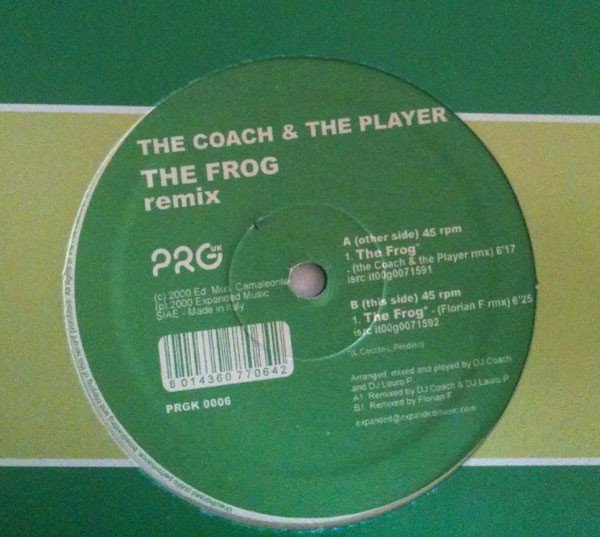 THE COACH & THE PLAYER
THE FROG
remix
PRG UK
(c) 2000 Ed. Mus. Camaleonte
(p) 2000 Expanded Music
SIAE - Made in Italy
8 014360 770642
PRGK 0006
A (other side) 45 rpm
1. The Frog*
- (the Coach & the Player rmx) 6'17
isrc it00g0071591
B (this side) 45 rpm
1. The Frog* - (Florian F rmx) 6'25
isrc it00g0071592
Arranged, mixed and played by DJ Coach
and DJ Lauro P.
A1. Remixed by DJ Coach & DJ Lauro P.
B1. Remixed by Florian F.
expanded@expandedmusic.com